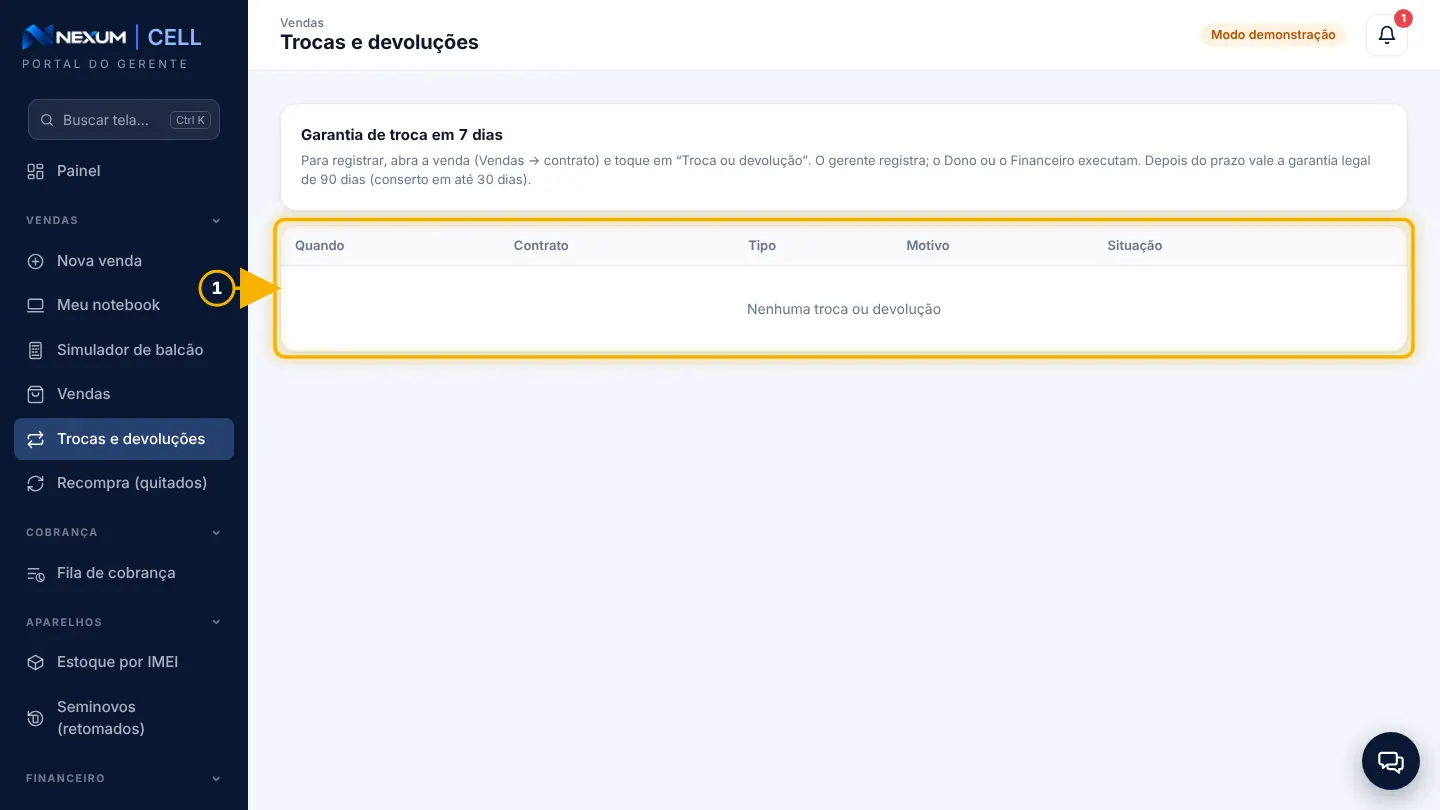 NEXUM | CELL
PORTAL DO GERENTE
Buscar tela... Ctrl K
Painel
VENDAS
Nova venda
Meu notebook
Simulador de balcão
Vendas
Trocas e devoluções
Recompra (quitados)
COBRANÇA
Fila de cobrança
APARELHOS
Estoque por IMEI
Seminovos
(retomados)
FINANCEIRO
Vendas
Trocas e devoluções
Modo demonstração
1
Garantia de troca em 7 dias
Para registrar, abra a venda (Vendas → contrato) e toque em “Troca ou devolução”. O gerente registra; o Dono ou o Financeiro executam. Depois do prazo vale a garantia legal
de 90 dias (conserto em até 30 dias).
1
Quando Contrato Tipo Motivo Situação
Nenhuma troca ou devolução